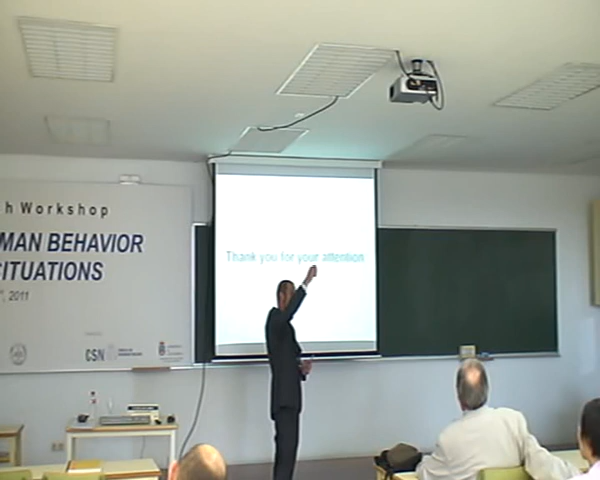 h Workshop
MAN BEHAVIOR
SITUATIONS
2011
CSN
Thank you for your attention